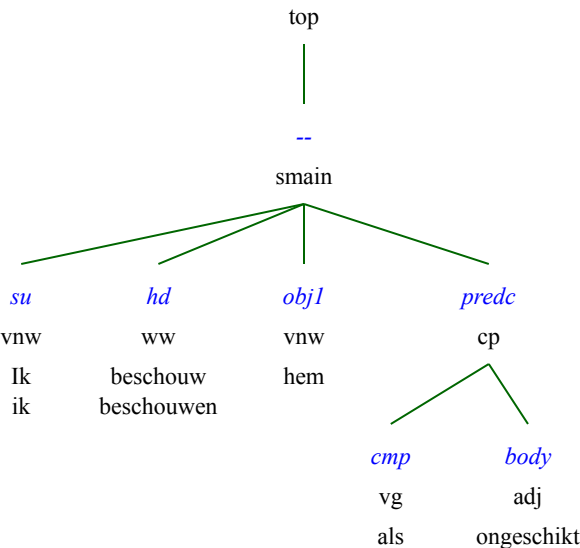 top
--
smain
su hd obj1 predc
vnw ww vnw cp
Ik beschouw hem
ik beschouwen
cmp body
vg adj
als ongeschikt